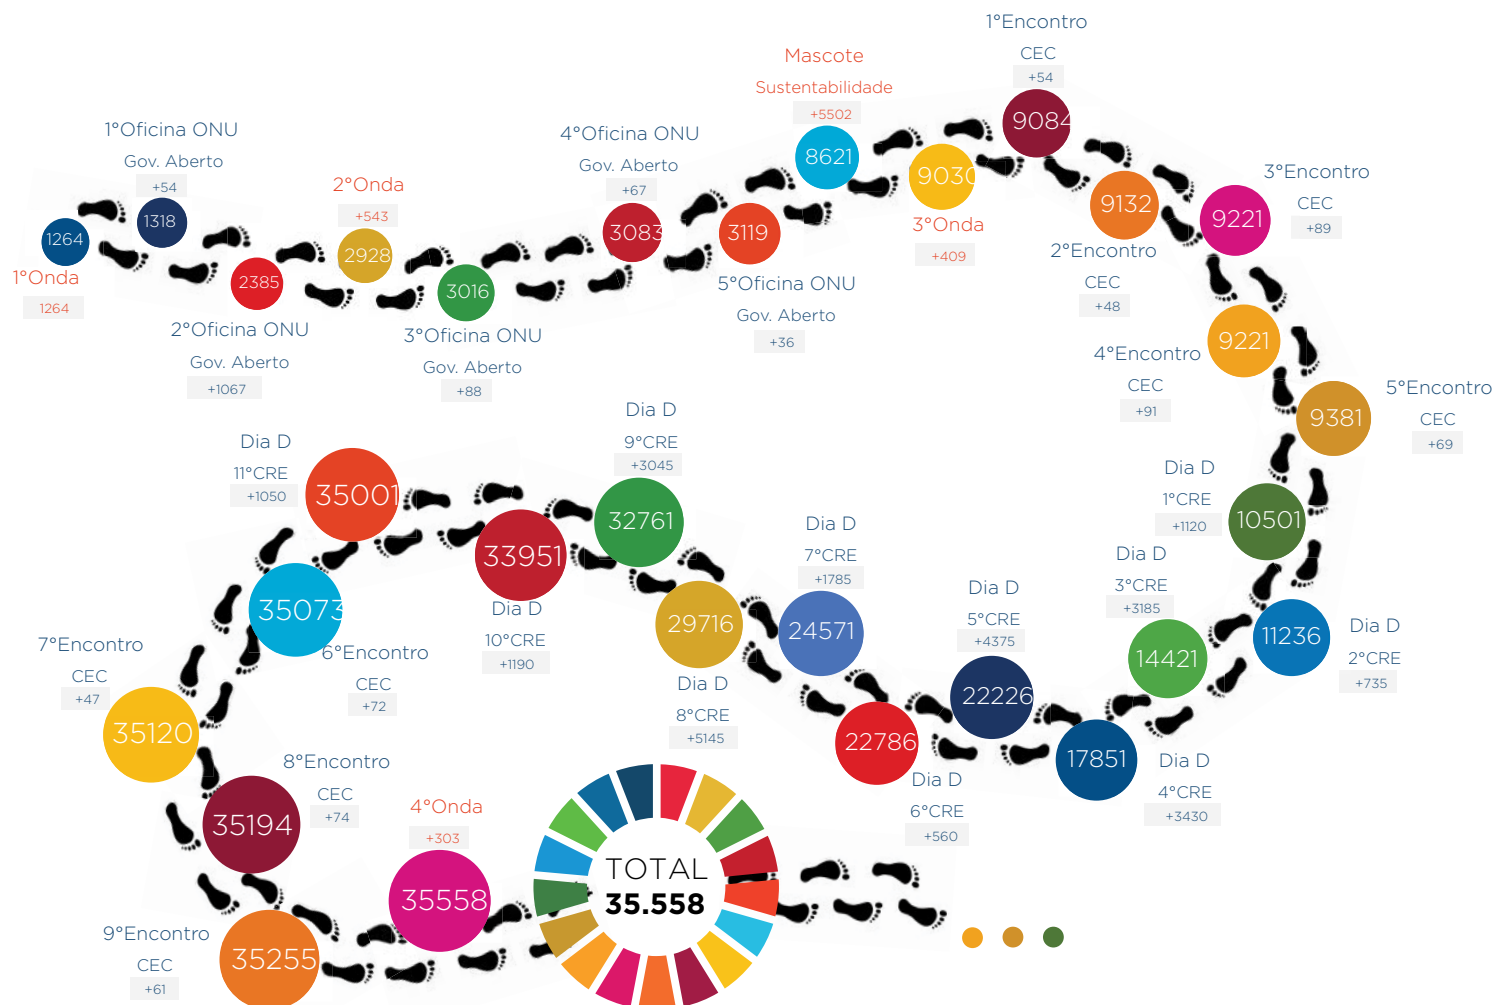 1264
1°Onda
1264
1°Oficina ONU
Gov. Aberto
+54
1318
2385
2°Oficina ONU
Gov. Aberto
+1067
2°Onda
+543
2928
3016
3°Oficina ONU
Gov. Aberto
+88
4°Oficina ONU
Gov. Aberto
+67
3083
3119
5°Oficina ONU
Gov. Aberto
+36
Mascote
Sustentabilidade
+5502
8621
9030
3°Onda
+409
1°Encontro
CEC
+54
9084
9132
2°Encontro
CEC
+48
3°Encontro
CEC
+89
9221
9221
4°Encontro
CEC
+91
5°Encontro
CEC
+69
9381
Dia D
1°CRE
+1120
10501
11236
Dia D
2°CRE
+735
Dia D
3°CRE
+3185
14421
17851
Dia D
4°CRE
+3430
Dia D
5°CRE
+4375
22226
22786
Dia D
6°CRE
+560
Dia D
7°CRE
+1785
24571
29716
Dia D
8°CRE
+5145
Dia D
9°CRE
+3045
32761
33951
Dia D
10°CRE
+1190
Dia D
11°CRE
+1050
35001
35073
6°Encontro
CEC
+72
7°Encontro
CEC
+47
35120
8°Encontro
CEC
+74
35194
9°Encontro
CEC
+61
35255
4°Onda
+303
35558
TOTAL
35.558